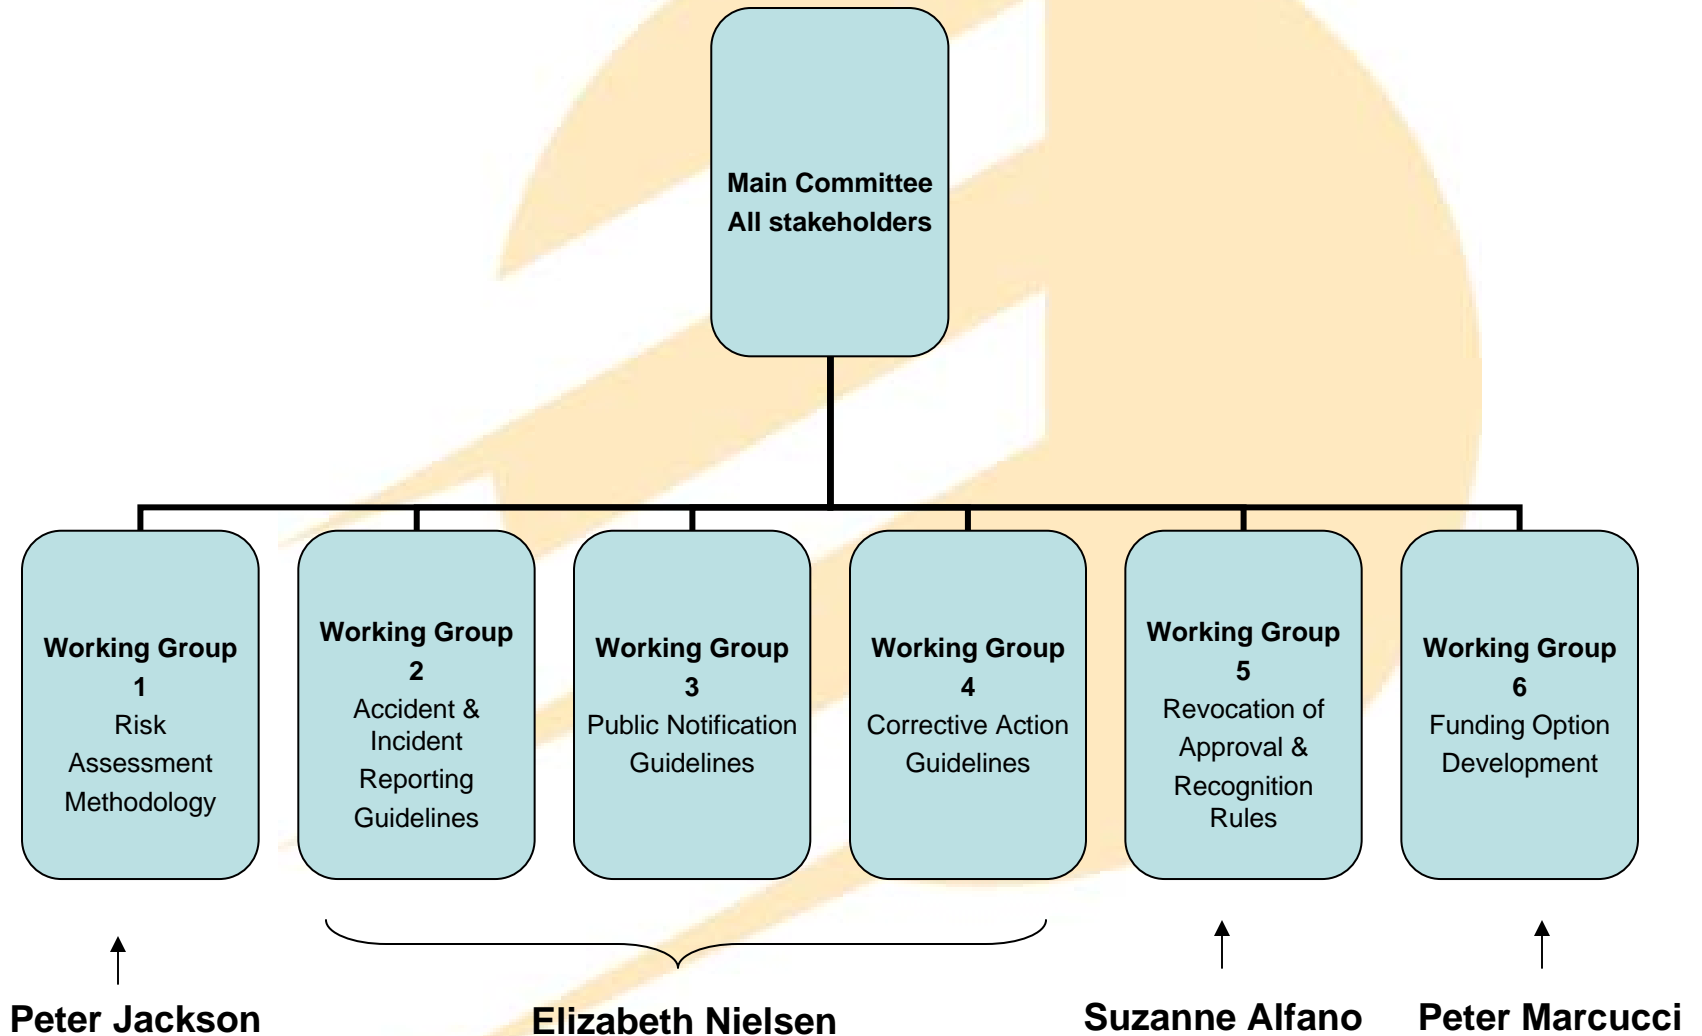 Main Committee
All stakeholders
Working Group
1
Risk
Assessment
Methodology
Working Group
2
Accident &
Incident
Reporting
Guidelines
Working Group
3
Public Notification
Guidelines
Working Group
4
Corrective Action
Guidelines
Working Group
5
Revocation of
Approval &
Recognition
Rules
Working Group
6
Funding Option
Development
Peter Jackson
Elizabeth Nielsen
Suzanne Alfano
Peter Marcucci